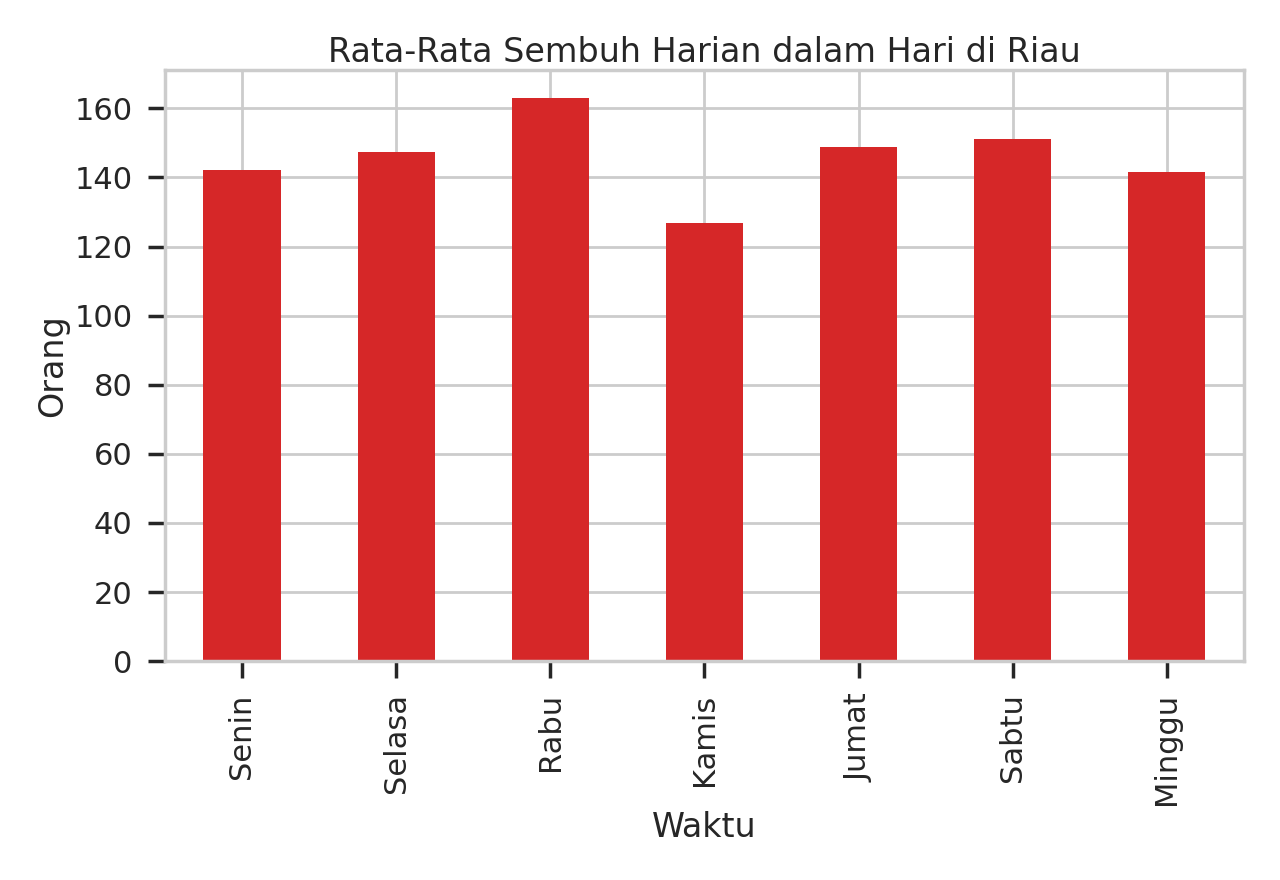 Rata-Rata Sembuh Harian dalam Hari di Riau
160
140
120
100
80
60
40
20
0
Orang
Senin
Selasa
Rabu
Kamis
Jumat
Sabtu
Minggu
Waktu